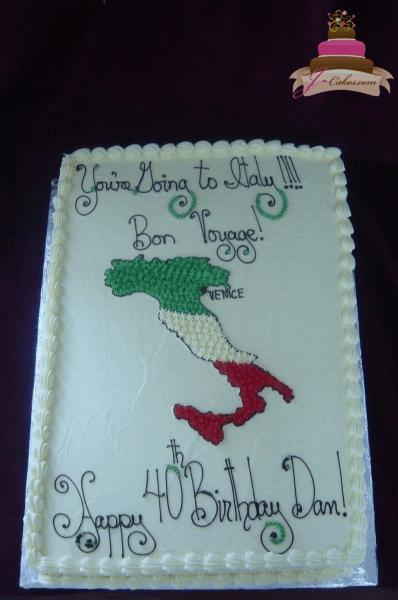 J-Cakes.com
You're Going to Italy!!!!
Bon Voyage!
VENICE
Happy 40th Birthday Dan!